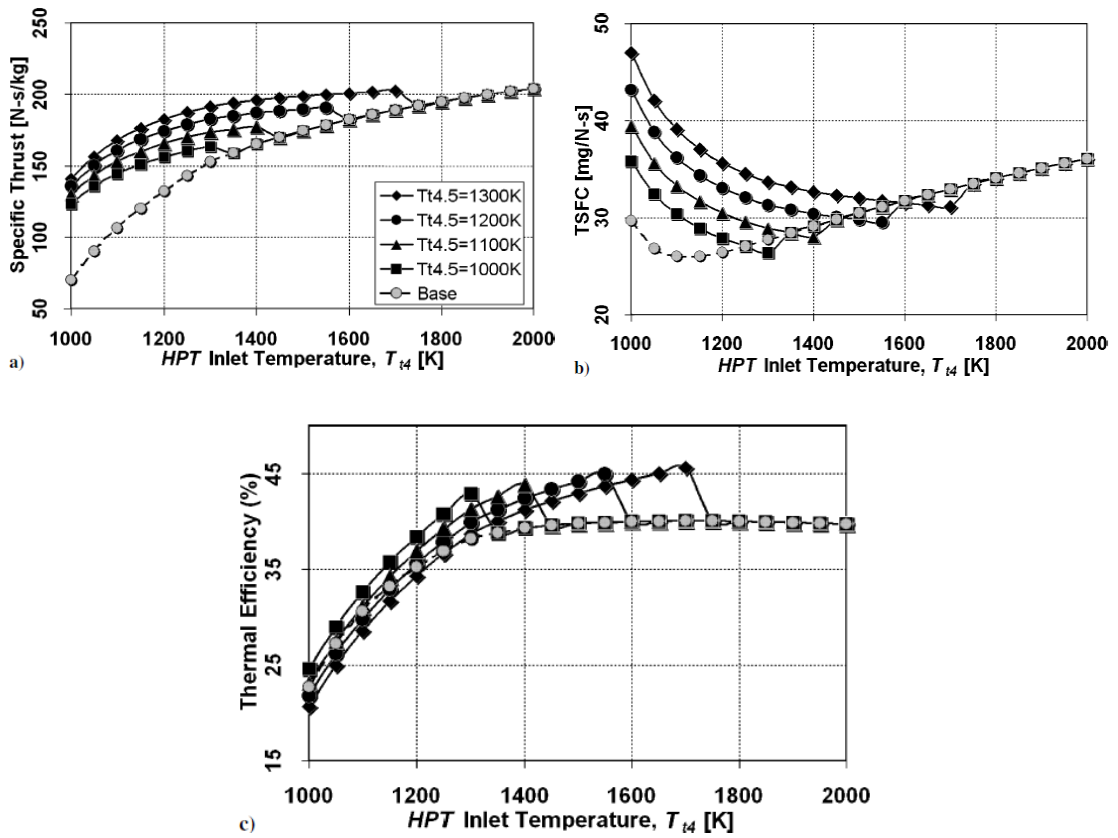 250
200
150
100
50
Specific Thrust [N-s/kg]
Tt4.5=1300K
Tt4.5=1200K
Tt4.5=1100K
Tt4.5=1000K
Base
1000 1200 1400 1600 1800 2000
HPT Inlet Temperature, Tt4 [K]
a)
50
40
30
20
TSFC [mg/N-s]
1000 1200 1400 1600 1800 2000
HPT Inlet Temperature, Tt4 [K]
b)
45
35
25
15
Thermal Efficiency (%)
1000 1200 1400 1600 1800 2000
HPT Inlet Temperature, Tt4 [K]
c)